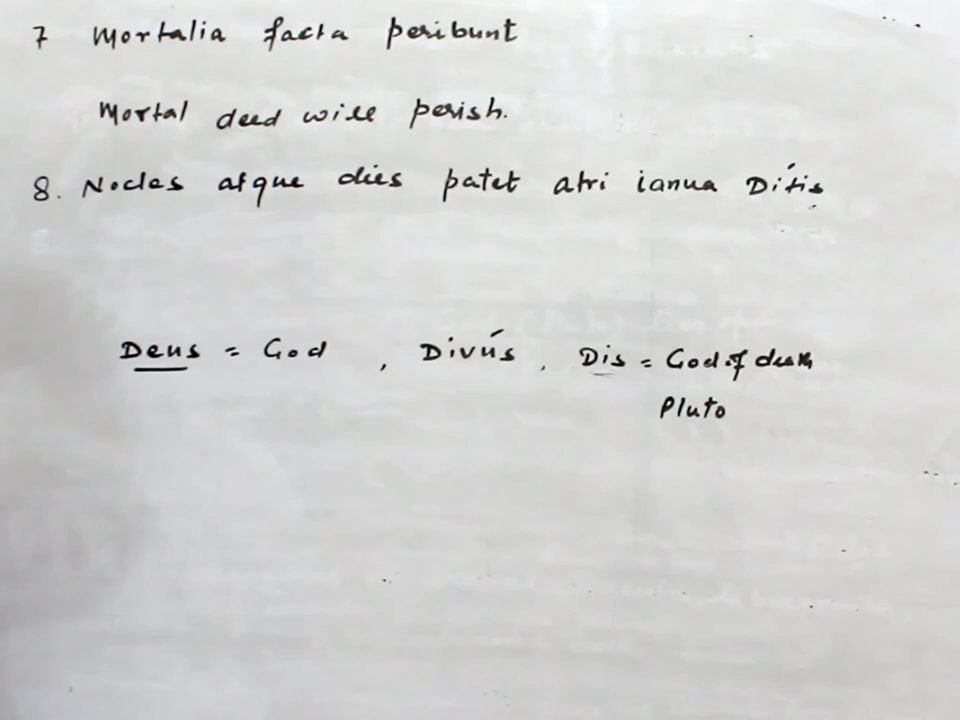 7 Mortalia facta peribunt
Mortal deed will perish.
8. Noctes atque dies patet atri ianua Dítis
Deus = God , Divús , Dis = God of death
Pluto